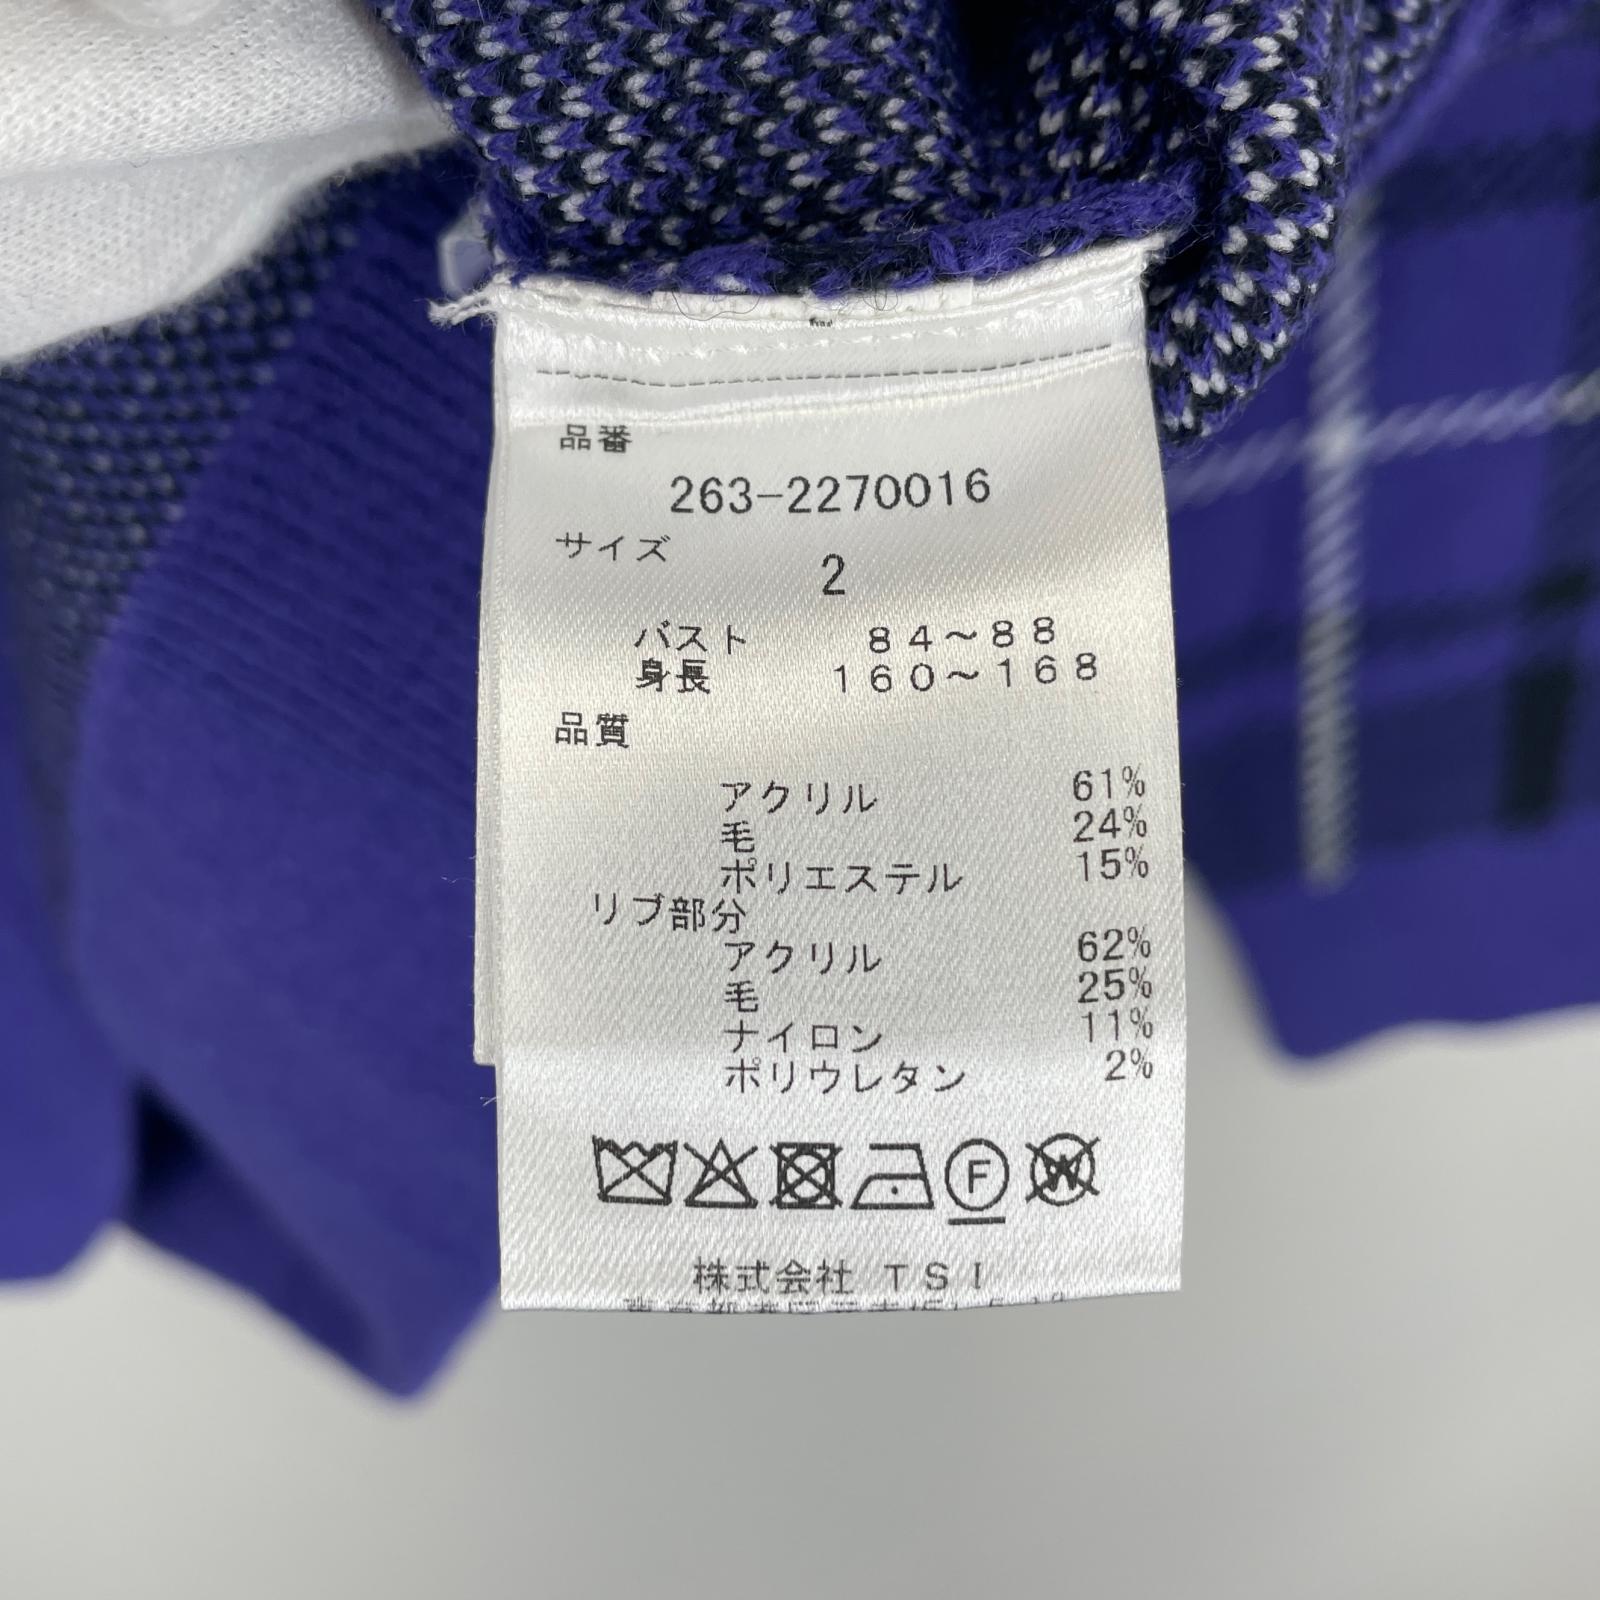 品番
263-2270016
サイズ
2
バスト 84~88
身長 160~168
品質
アクリル 61%
毛 24%
ポリエステル 15%
リブ部分
アクリル 62%
毛 25%
ナイロン 11%
ポリウレタン 2%
F W
株式会社 TSI